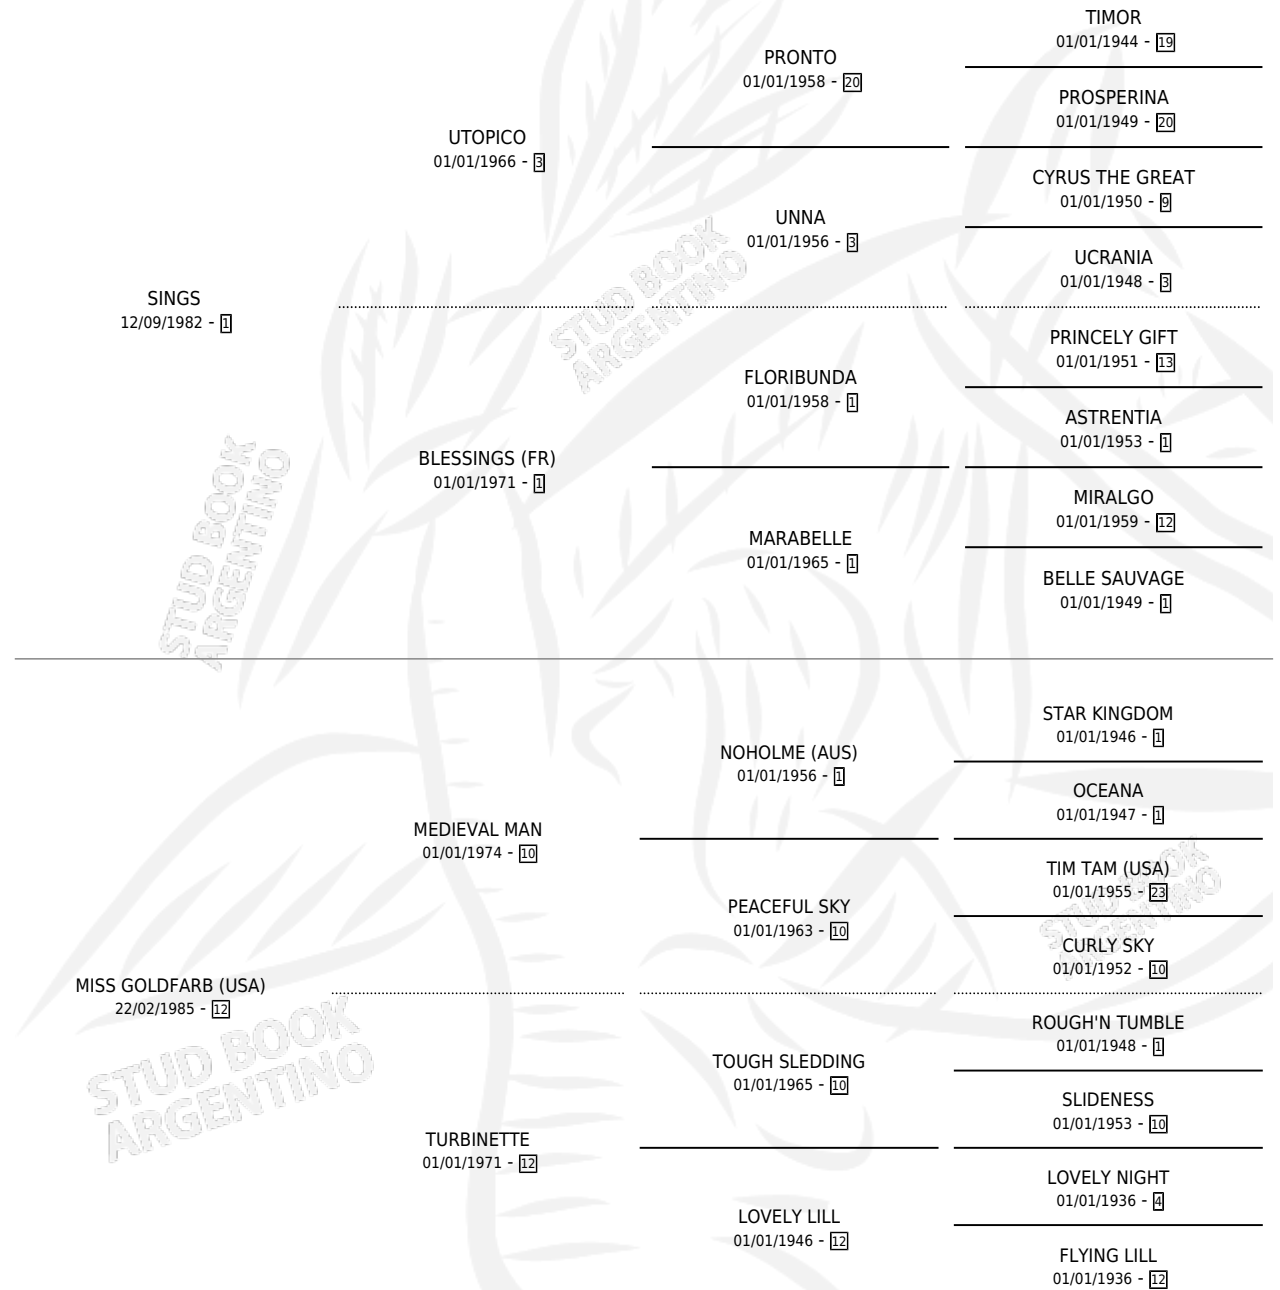 TIMOR
01/01/1944 - 19
PRONTO
01/01/1958 - 20
PROSPERINA
01/01/1949 - 20
UTOPICO
01/01/1966 - 3
CYRUS THE GREAT
01/01/1950 - 9
UNNA
01/01/1956 - 3
UCRANIA
01/01/1948 - 3
SINGS
12/09/1982 - 1
PRINCELY GIFT
01/01/1951 - 13
FLORIBUNDA
01/01/1958 - 1
ASTRENTIA
01/01/1953 - 1
BLESSINGS (FR)
01/01/1971 - 1
MIRALGO
01/01/1959 - 12
MARABELLE
01/01/1965 - 1
BELLE SAUVAGE
01/01/1949 - 1
STUD BOOK
ARGENTINO
STUD BOOK
ARGENTINO
STAR KINGDOM
01/01/1946 - 1
NOHOLME (AUS)
01/01/1956 - 1
OCEANA
01/01/1947 - 1
MEDIEVAL MAN
01/01/1974 - 10
TIM TAM (USA)
01/01/1955 - 23
PEACEFUL SKY
01/01/1963 - 10
CURLY SKY
01/01/1952 - 10
MISS GOLDFARB (USA)
22/02/1985 - 12
ROUGH'N TUMBLE
01/01/1948 - 1
TOUGH SLEDDING
01/01/1965 - 10
SLIDENESS
01/01/1953 - 10
TURBINETTE
01/01/1971 - 12
LOVELY NIGHT
01/01/1936 - 4
LOVELY LILL
01/01/1946 - 12
FLYING LILL
01/01/1936 - 12
STUD BOOK
ARGENTINO
STUD BOOK
ARGENTINO